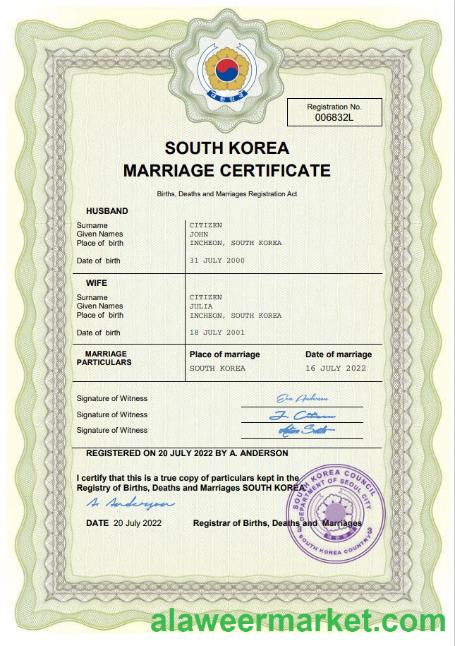 Registration No.
006832L
SOUTH KOREA
MARRIAGE CERTIFICATE
Births, Deaths and Marriages Registration Act
HUSBAND
Surname CITIZEN
Given Names JOHN
Place of birth INCHEON, SOUTH KOREA
Date of birth 31 JULY 2000
WIFE
Surname CITIZEN
Given Names JULIA
Place of birth INCHEON, SOUTH KOREA
Date of birth 18 JULY 2001
MARRIAGE PARTICULARS
Place of marriage Date of marriage
SOUTH KOREA 16 JULY 2022
Signature of Witness
Signature of Witness
Signature of Witness
REGISTERED ON 20 JULY 2022 BY A. ANDERSON
I certify that this is a true copy of particulars kept in the
Registry of Births, Deaths and Marriages SOUTH KOREA
A. Anderson
DATE 20 July 2022 Registrar of Births, Deaths and Marriages
SOUTH KOREA COUNCIL
DEPARTMENT OF SEOUL CITY
SOUTH KOREA COUNTRY
alaweermarket.com